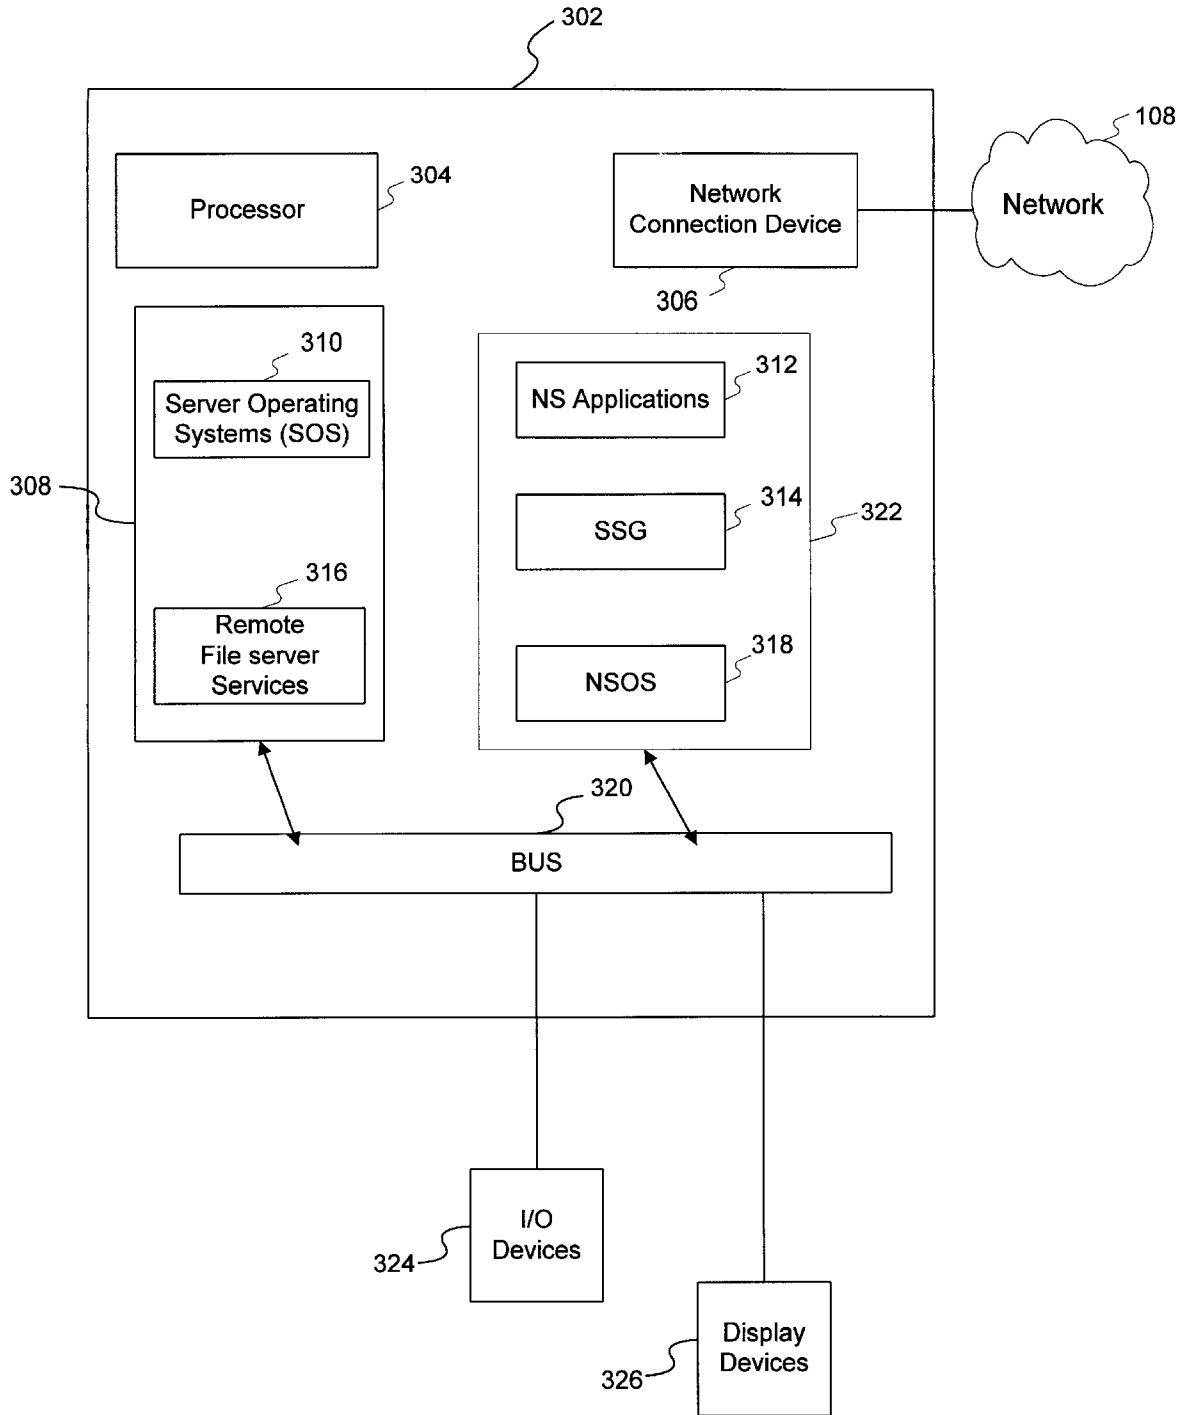 302
108
304
Processor
Network
Connection Device
Network
306
310
312
Server Operating
Systems (SOS)
NS Applications
308
314
322
SSG
316
318
Remote
File server
Services
NSOS
320
BUS
I/O
Devices
324
Display
Devices
326